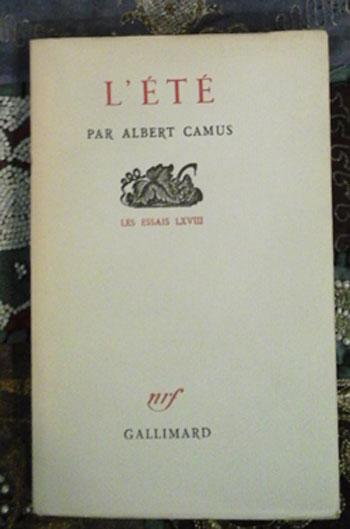 L'ÉTÉ
PAR ALBERT CAMUS
LES ESSAIS LXVIII
nrf
GALLIMARD